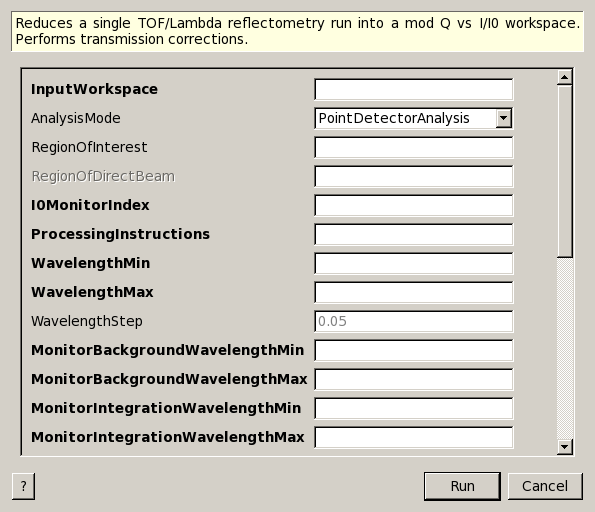 Reduces a single TOF/Lambda reflectometry run into a mod Q vs I/I0 workspace.
Performs transmission corrections.
InputWorkspace
AnalysisMode PointDetectorAnalysis
RegionOfInterest
RegionOfDirectBeam
I0MonitorIndex
ProcessingInstructions
WavelengthMin
WavelengthMax
WavelengthStep 0.05
MonitorBackgroundWavelengthMin
MonitorBackgroundWavelengthMax
MonitorIntegrationWavelengthMin
MonitorIntegrationWavelengthMax
? Run Cancel